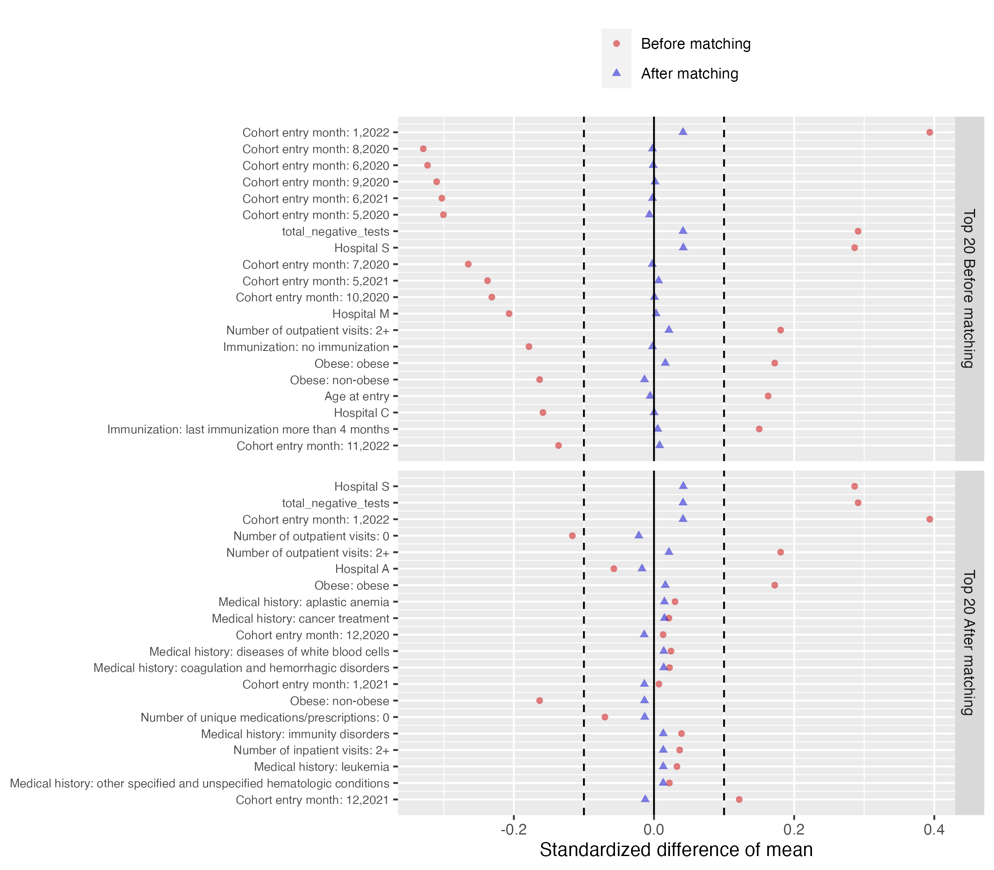 Before matching
After matching
Cohort entry month: 1,2022
Cohort entry month: 8,2020
Cohort entry month: 6,2020
Cohort entry month: 9,2020
Cohort entry month: 6,2021
Cohort entry month: 5,2020
total_negative_tests
Hospital S
Cohort entry month: 7,2020
Cohort entry month: 5,2021
Cohort entry month: 10,2020
Hospital M
Number of outpatient visits: 2+
Immunization: no immunization
Obese: obese
Obese: non-obese
Age at entry
Hospital C
Immunization: last immunization more than 4 months
Cohort entry month: 11,2022
Top 20 Before matching
Hospital S
total_negative_tests
Cohort entry month: 1,2022
Number of outpatient visits: 0
Number of outpatient visits: 2+
Hospital A
Obese: obese
Medical history: aplastic anemia
Medical history: cancer treatment
Cohort entry month: 12,2020
Medical history: diseases of white blood cells
Medical history: coagulation and hemorrhagic disorders
Cohort entry month: 1,2021
Obese: non-obese
Number of unique medications/prescriptions: 0
Medical history: immunity disorders
Number of inpatient visits: 2+
Medical history: leukemia
Medical history: other specified and unspecified hematologic conditions
Cohort entry month: 12,2021
Top 20 After matching
-0.2 0.0 0.2 0.4
Standardized difference of mean